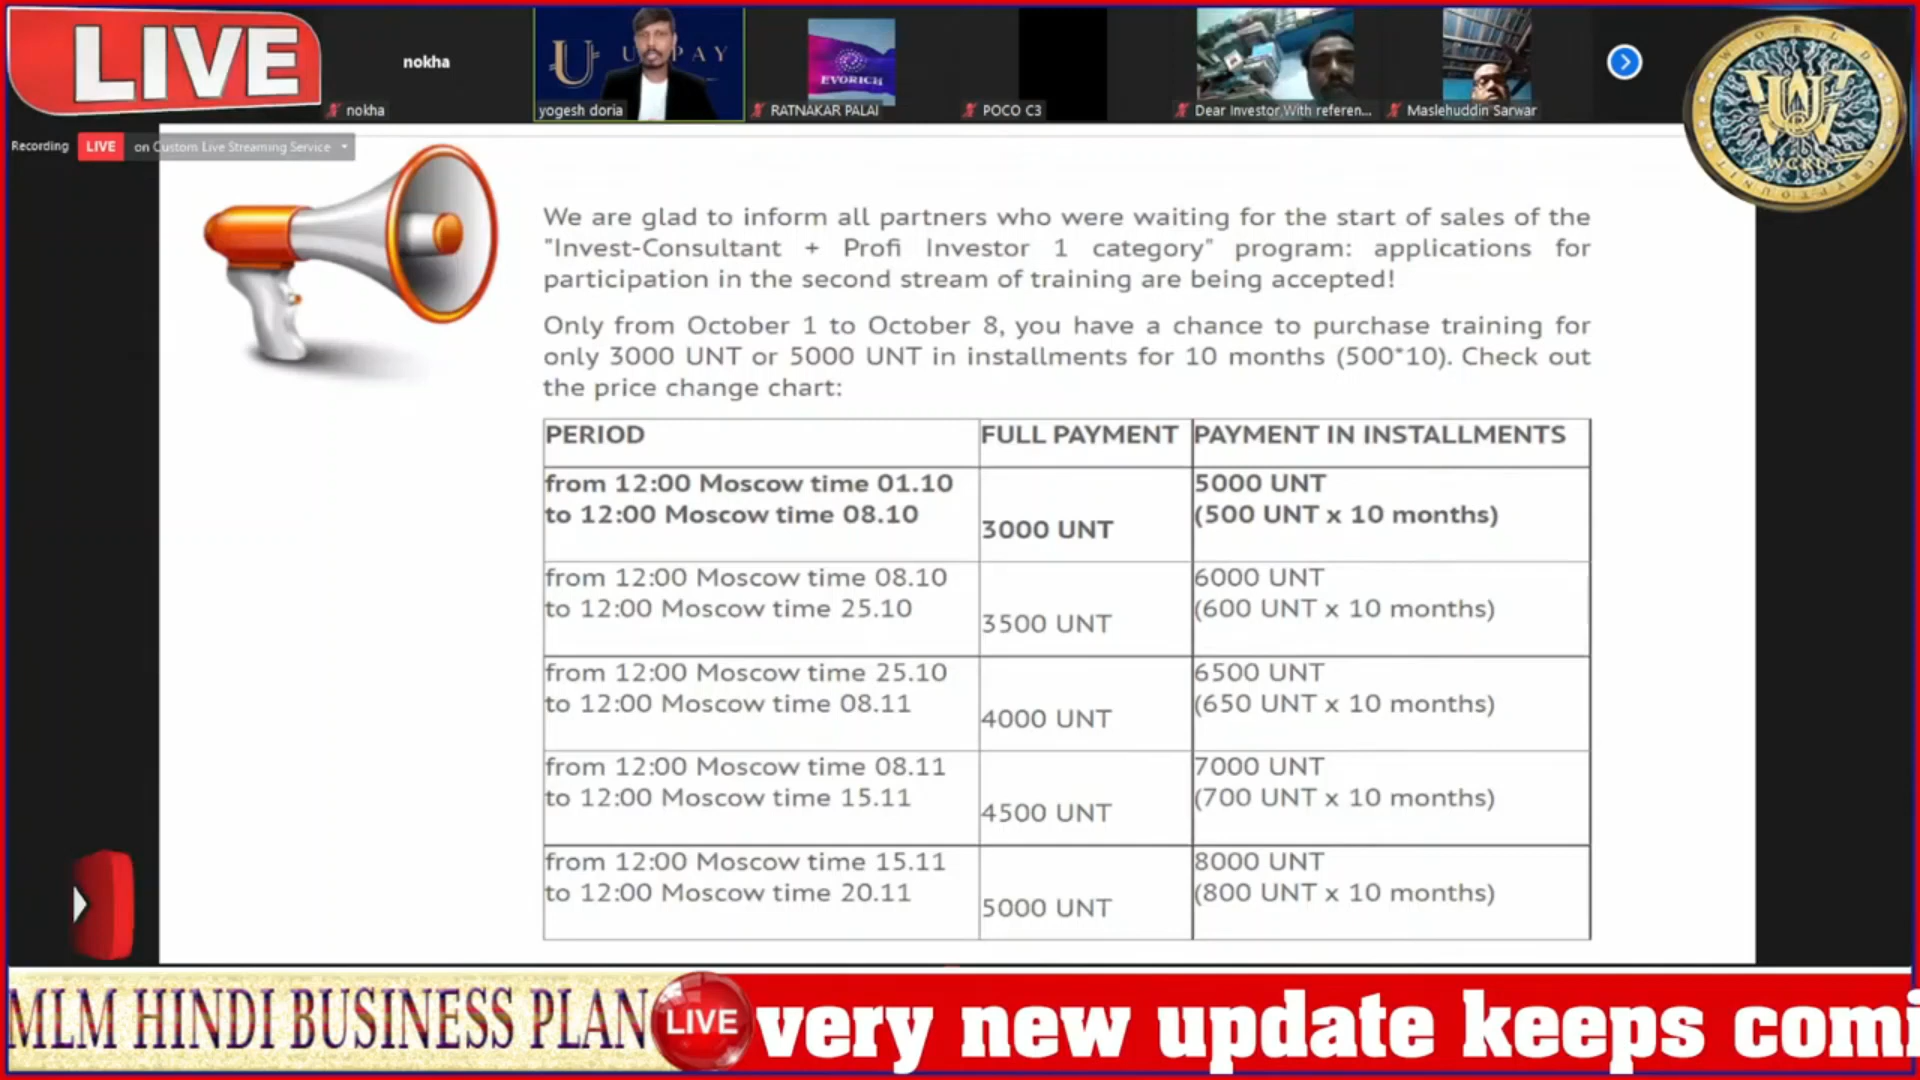 LIVE
nokha
nokha
yogesh doria
EVORICH
RATNAKAR PALAI
POCO C3
Dear Investor,With referen...
Maslehuddin Sarwar
WORLD
WCRU
CRYPTOUNIT
Recording
LIVE
on Custom Live Streaming Service
We are glad to inform all partners who were waiting for the start of sales of the
"Invest-Consultant + Profi Investor 1 category" program: applications for
participation in the second stream of training are being accepted!
Only from October 1 to October 8, you have a chance to purchase training for
only 3000 UNT or 5000 UNT in installments for 10 months (500*10). Check out
the price change chart:
PERIOD FULL PAYMENT PAYMENT IN INSTALLMENTS
from 12:00 Moscow time 01.10
to 12:00 Moscow time 08.10
3000 UNT
5000 UNT
(500 UNT x 10 months)
from 12:00 Moscow time 08.10
to 12:00 Moscow time 25.10
3500 UNT
6000 UNT
(600 UNT x 10 months)
from 12:00 Moscow time 25.10
to 12:00 Moscow time 08.11
4000 UNT
6500 UNT
(650 UNT x 10 months)
from 12:00 Moscow time 08.11
to 12:00 Moscow time 15.11
4500 UNT
7000 UNT
(700 UNT x 10 months)
from 12:00 Moscow time 15.11
to 12:00 Moscow time 20.11
5000 UNT
8000 UNT
(800 UNT x 10 months)
MLM HINDI BUSINESS PLAN
LIVE
very new update keeps comi